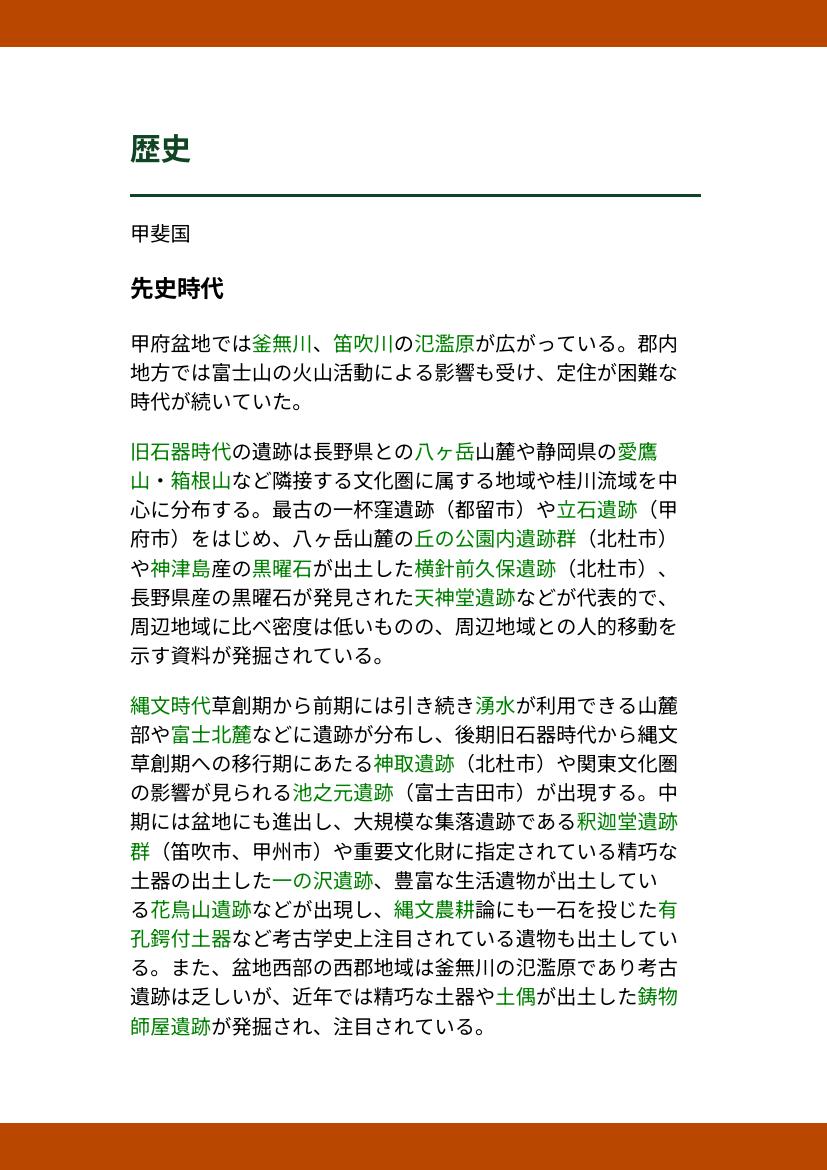 歴史
甲斐国
先史時代
甲府盆地では釜無川、笛吹川の氾濫原が広がっている。郡内
地方では富士山の火山活動による影響も受け、定住が困難な
時代が続いていた。
旧石器時代の遺跡は長野県との八ヶ岳山麓や静岡県の愛鷹
山・箱根山など隣接する文化圏に属する地域や桂川流域を中
心に分布する。最古の一杯窪遺跡（都留市）や立石遺跡（甲
府市）をはじめ、八ヶ岳山麓の丘の公園内遺跡群（北杜市）
や神津島産の黒曜石が出土した横針前久保遺跡（北杜市）、
長野県産の黒曜石が発見された天神堂遺跡などが代表的で、
周辺地域に比べ密度は低いものの、周辺地域との人的移動を
示す資料が発掘されている。
縄文時代草創期から前期には引き続き湧水が利用できる山麓
部や富士北麓などに遺跡が分布し、後期旧石器時代から縄文
草創期への移行期にあたる神取遺跡（北杜市）や関東文化圏
の影響が見られる池之元遺跡（富士吉田市）が出現する。中
期には盆地にも進出し、大規模な集落遺跡である釈迦堂遺跡
群（笛吹市、甲州市）や重要文化財に指定されている精巧な
土器の出土した一の沢遺跡、豊富な生活遺物が出土してい
る花鳥山遺跡などが出現し、縄文農耕論にも一石を投じた有
孔鍔付土器など考古学史上注目されている遺物も出土してい
る。また、盆地西部の西郡地域は釜無川の氾濫原であり考古
遺跡は乏しいが、近年では精巧な土器や土偶が出土した鋳物
師屋遺跡が発掘され、注目されている。